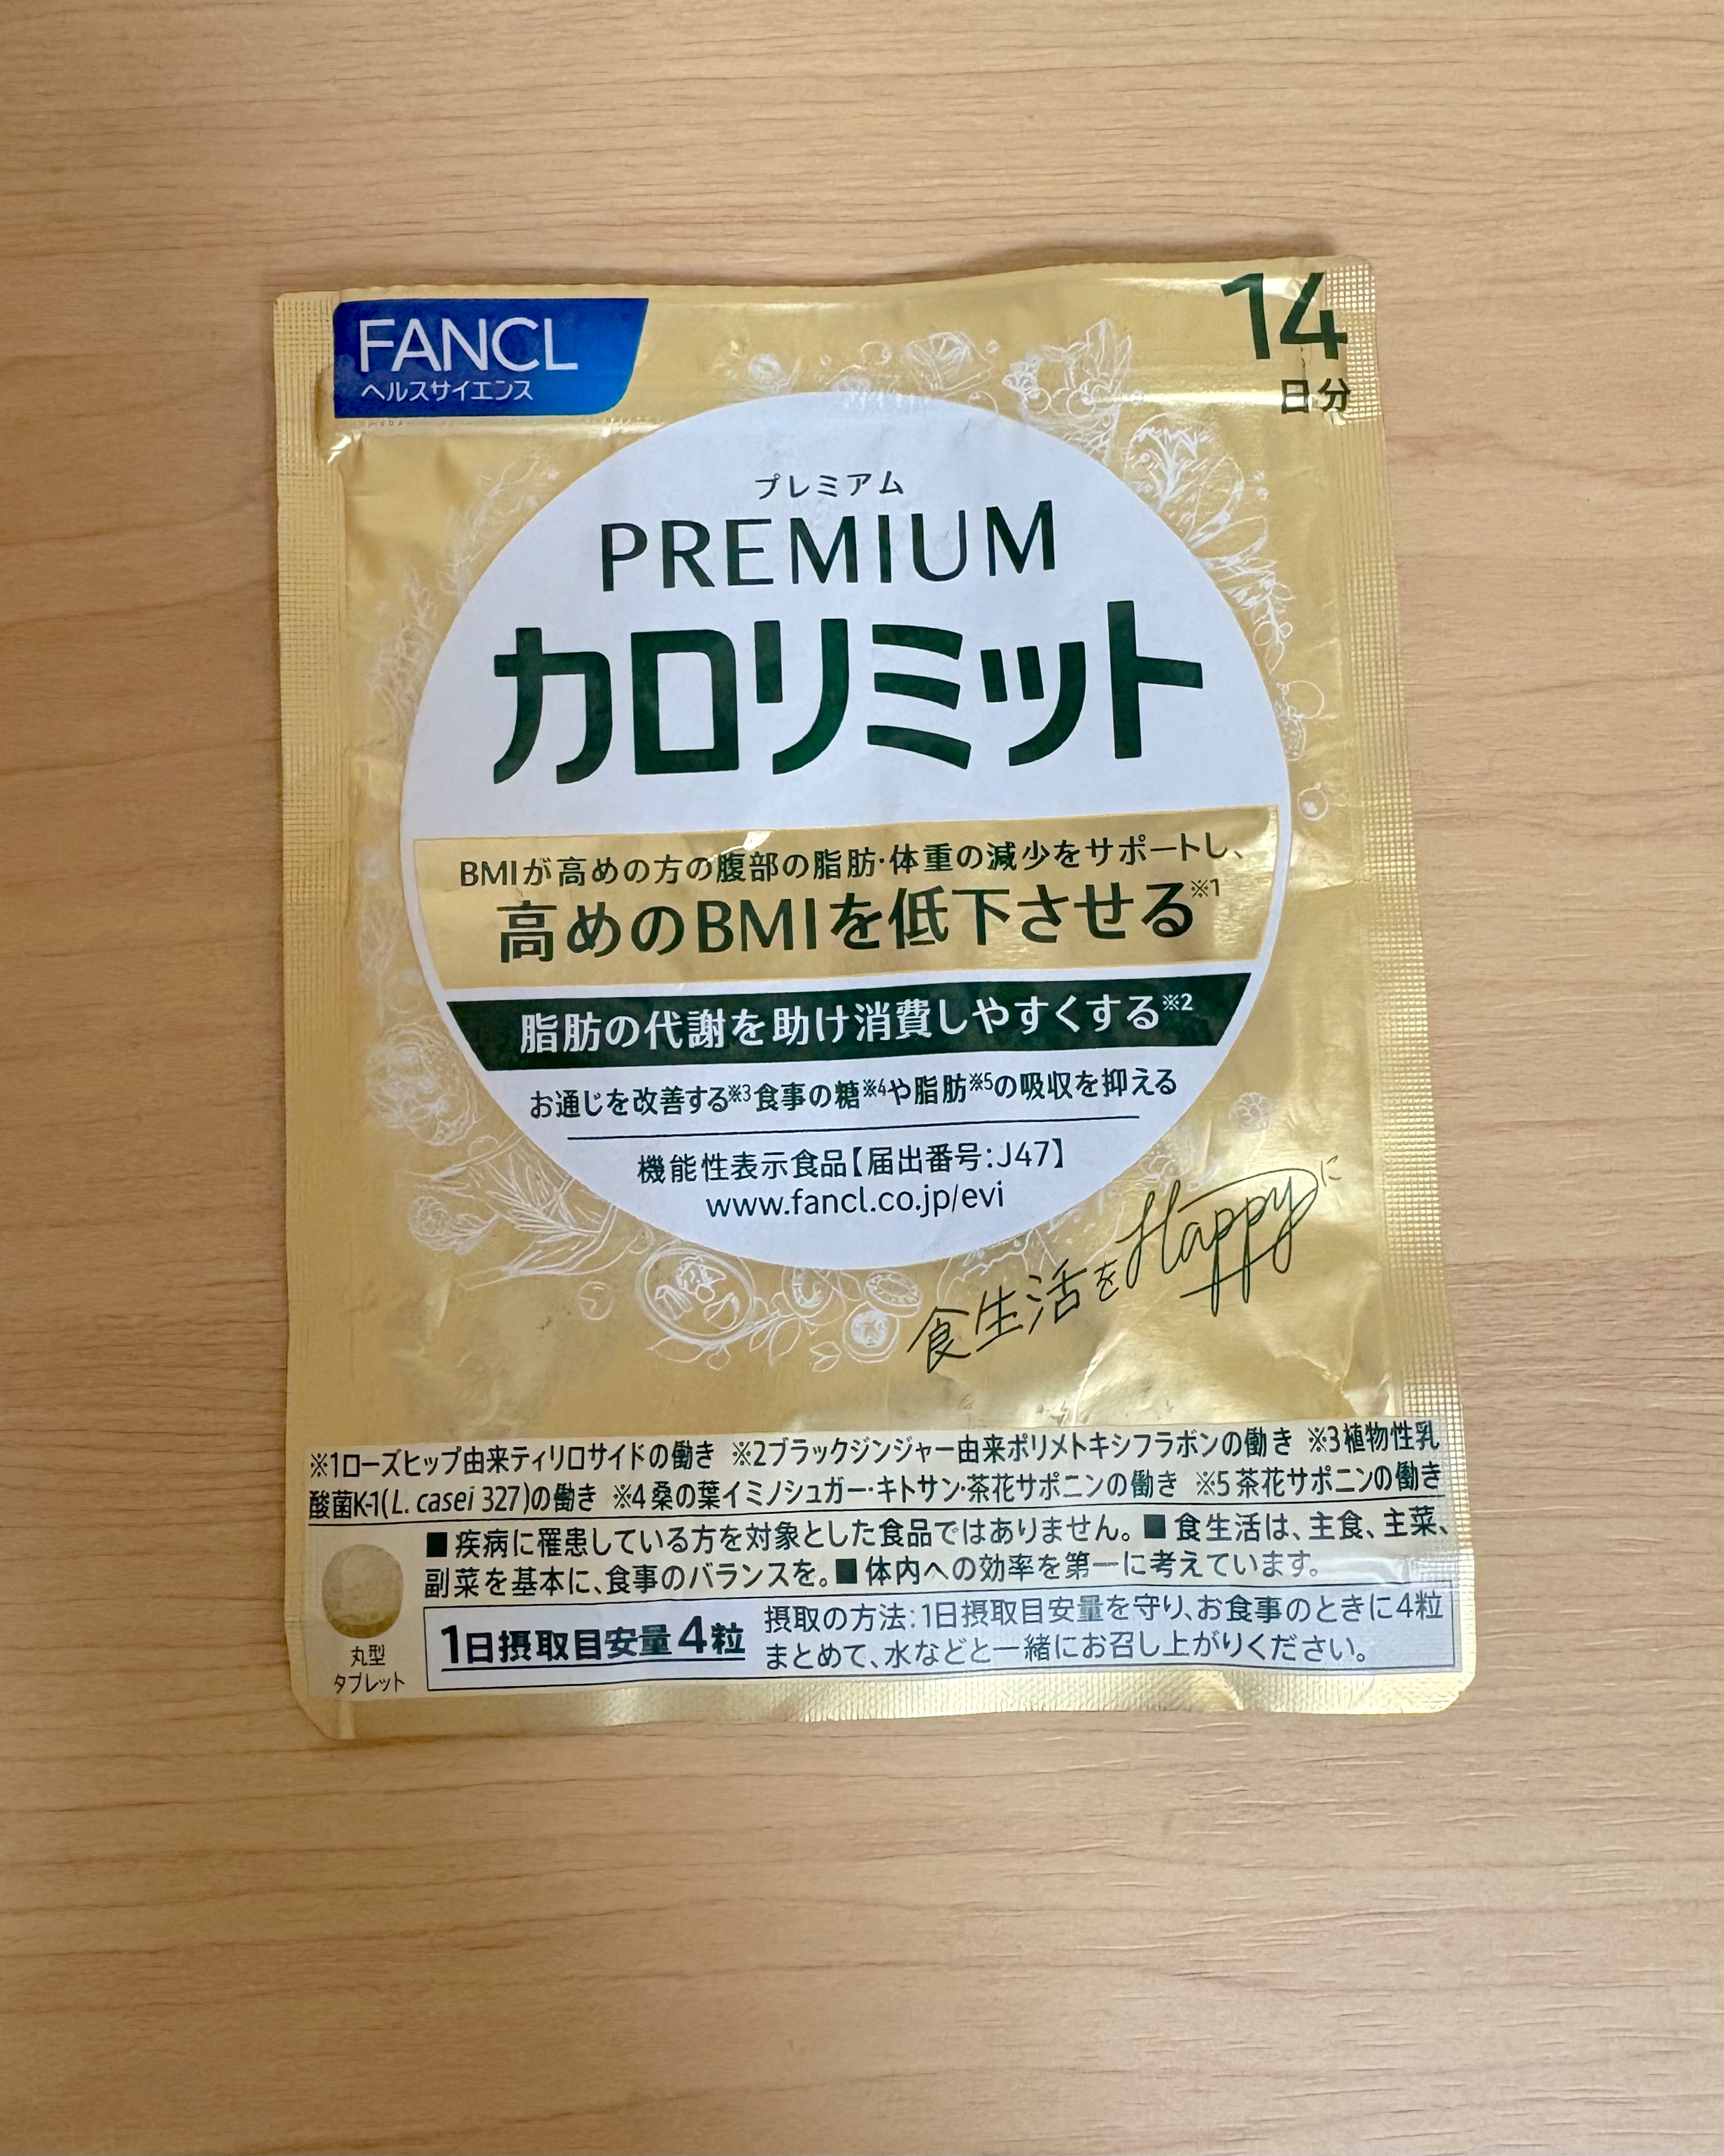 FANCL
ヘルスサイエンス
14
日分
プレミアム
PREMIUM
カロリミット
BMIが高めの方の腹部の脂肪・体重の減少をサポートし、
高めのBMIを低下させる※1
脂肪の代謝を助け消費しやすくする※2
お通じを改善する※3食事の糖※4や脂肪※5の吸収を抑える
機能性表示食品【届出番号:J47】
www.fancl.co.jp/evi
食生活をHappyに
※1ローズヒップ由来ティリロサイドの働き ※2ブラックジンジャー由来ポリメトキシフラボンの働き ※3植物性乳
酸菌K-1(L. casei 327)の働き ※4桑の葉イミノシュガー・キトサン・茶花サポニンの働き ※5茶花サポニンの働き
■疾病に罹患している方を対象とした食品ではありません。■食生活は、主食、主菜、
副菜を基本に、食事のバランスを。■体内への効率を第一に考えています。
丸型
タブレット
1日摂取目安量4粒
摂取の方法:1日摂取目安量を守り、お食事のときに4粒
まとめて、水などと一緒にお召し上がりください。